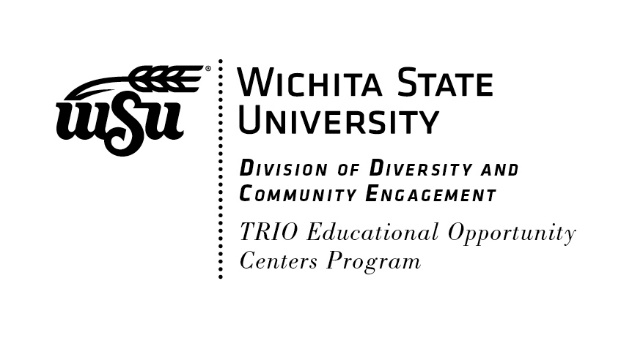 wsu®
WICHITA STATE
UNIVERSITY
DIVISION OF DIVERSITY AND
COMMUNITY ENGAGEMENT
TRIO Educational Opportunity
Centers Program